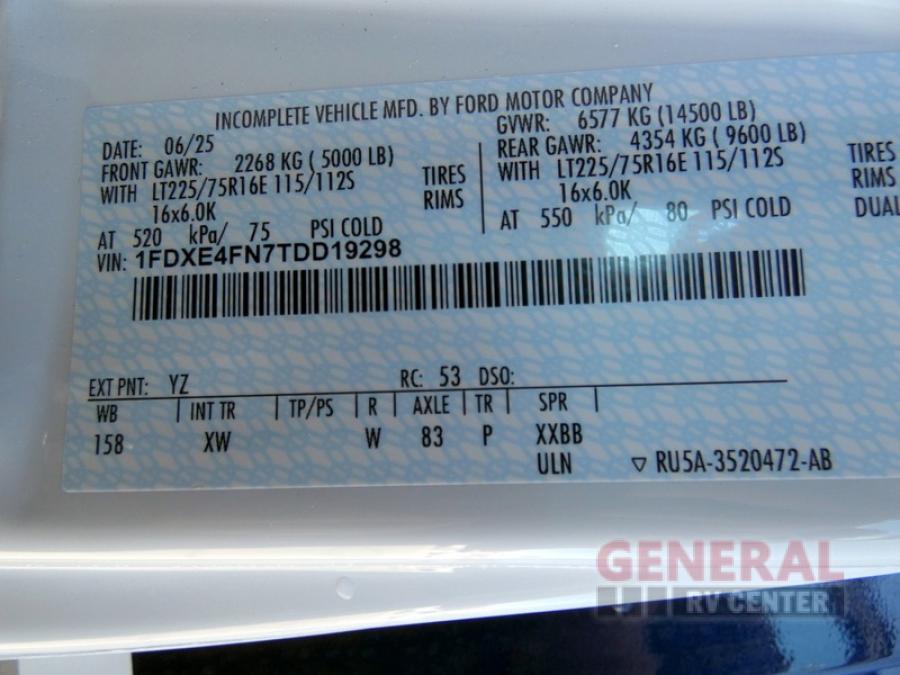 INCOMPLETE VEHICLE MFD. BY FORD MOTOR COMPANY
DATE: 06/25 GVWR: 6577 KG (14500 LB)
FRONT GAWR: 2268 KG ( 5000 LB) REAR GAWR: 4354 KG ( 9600 LB)
WITH LT225/75R16E 115/112S TIRES WITH LT225/75R16E 115/112S TIRES
16x6.0K RIMS 16x6.0K RIMS
AT 520 kPa/ 75 PSI COLD AT 550 kPa/ 80 PSI COLD DUAL
VIN: 1FDXE4FN7TDD19298
EXT PNT: YZ RC: 53 DSO:
WB INT TR TP/PS R AXLE TR SPR
158 XW W 83 P XXBB
ULN ▽ RU5A-3520472-AB
GENERAL
RV CENTER